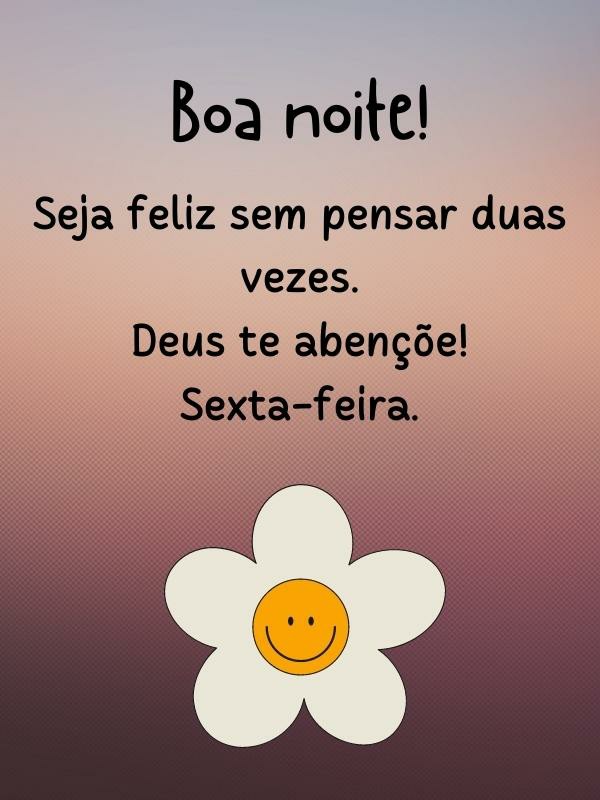 Boa noite!
Seja feliz sem pensar duas
vezes.
Deus te abençõe!
Sexta-feira.